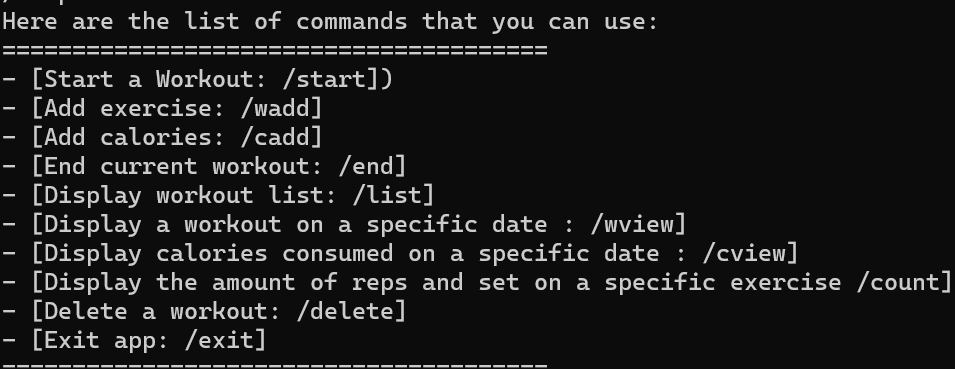 Here are the list of commands that you can use:
=======================================
- [Start a Workout: /start])
- [Add exercise: /wadd]
- [Add calories: /cadd]
- [End current workout: /end]
- [Display workout list: /list]
- [Display a workout on a specific date : /wview]
- [Display calories consumed on a specific date : /cview]
- [Display the amount of reps and set on a specific exercise /count]
- [Delete a workout: /delete]
- [Exit app: /exit]
=======================================